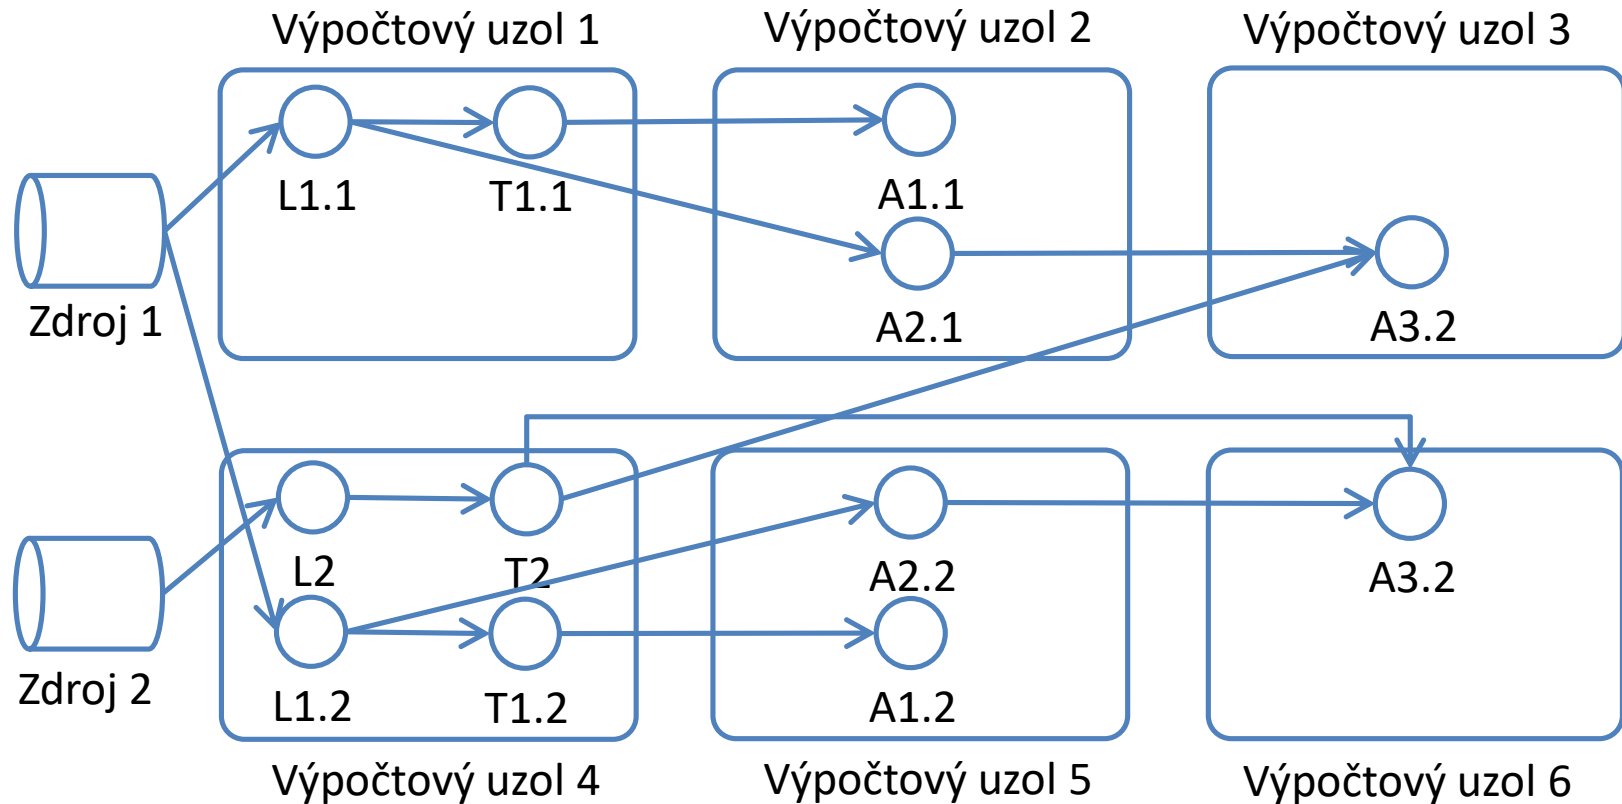 Výpočtový uzol 1
Výpočtový uzol 2
Výpočtový uzol 3
L1.1
T1.1
A1.1
Zdroj 1
A2.1
A3.2
L2
T2
A2.2
A3.2
Zdroj 2
L1.2
T1.2
A1.2
Výpočtový uzol 4
Výpočtový uzol 5
Výpočtový uzol 6